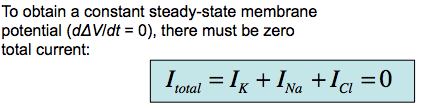 To obtain a constant steady-state membrane
potential (dΔV/dt = 0), there must be zero
total current:
I_total = I_K + I_Na + I_Cl = 0